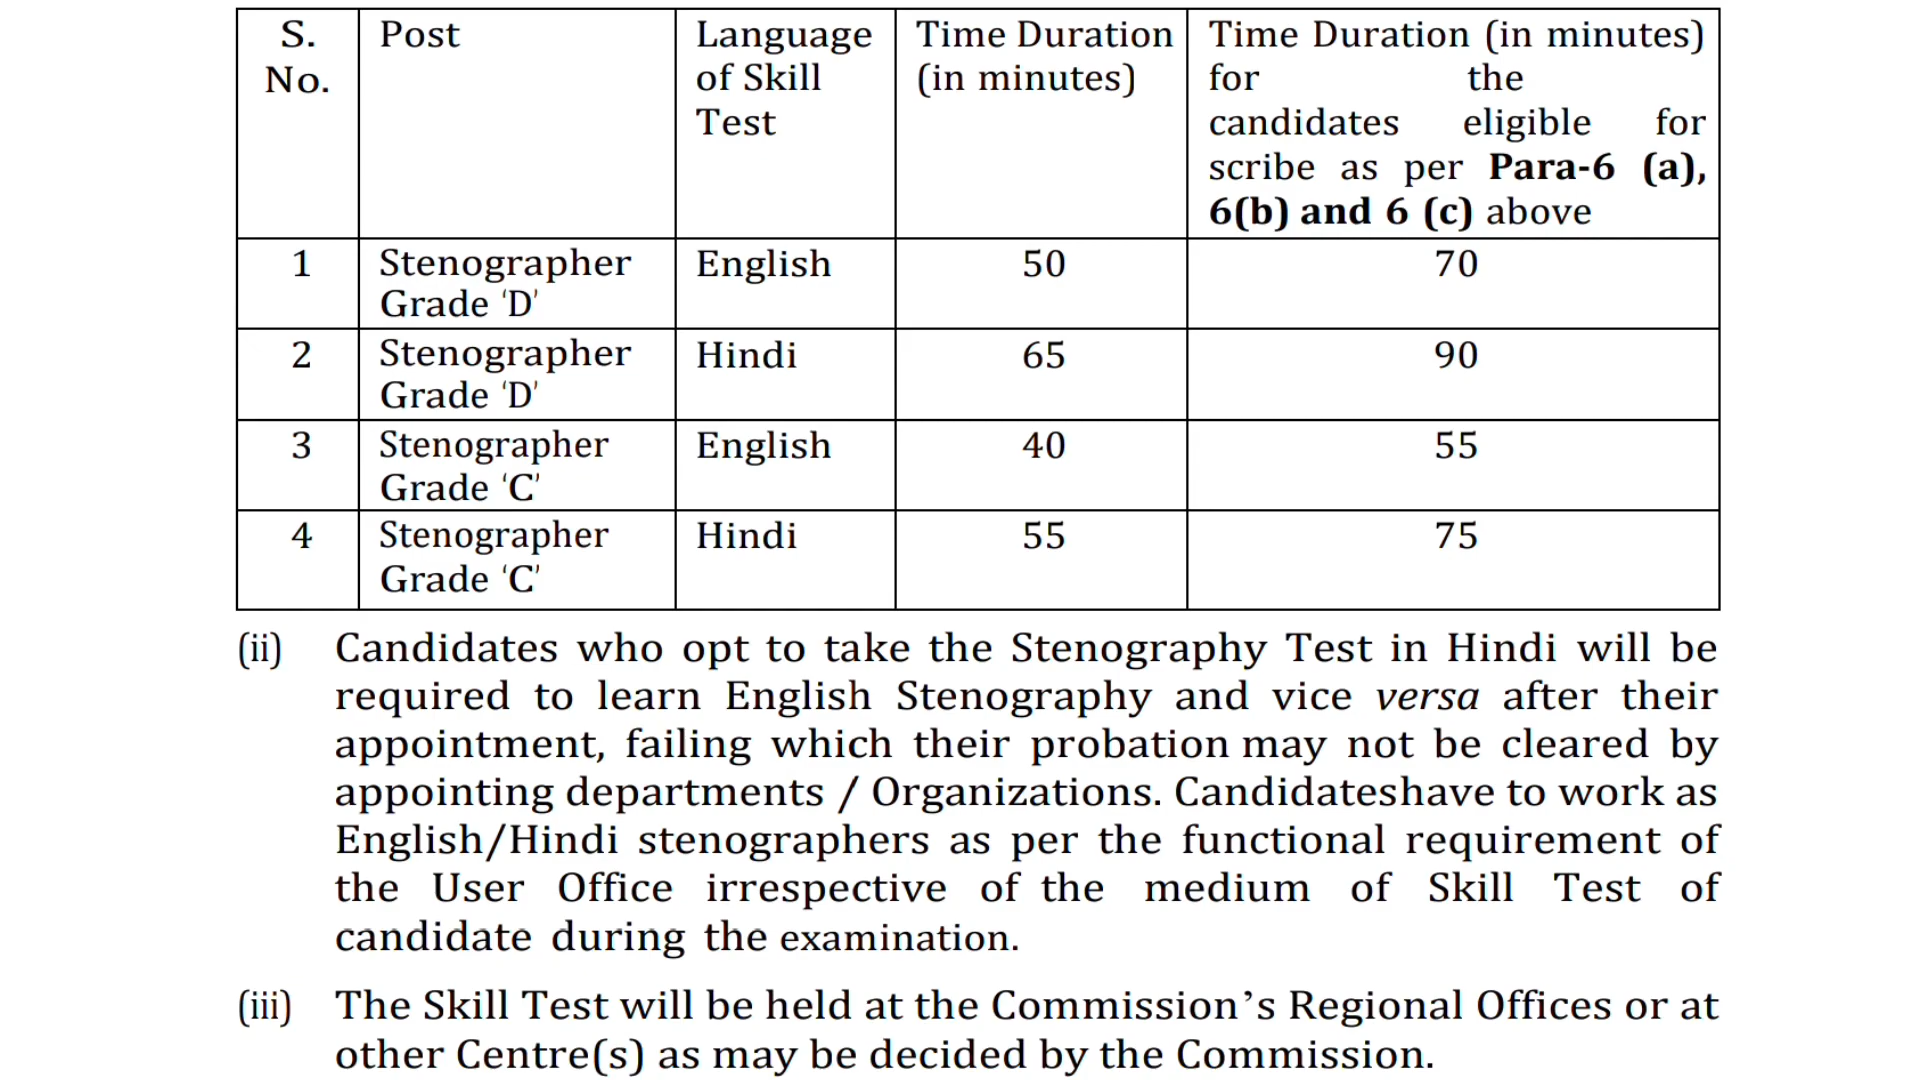 S. No.
Post
Language of Skill Test
Time Duration (in minutes)
Time Duration (in minutes) for the candidates eligible for scribe as per Para-6 (a), 6(b) and 6 (c) above
1
Stenographer Grade 'D'
English
50
70
2
Stenographer Grade 'D'
Hindi
65
90
3
Stenographer Grade 'C'
English
40
55
4
Stenographer Grade 'C'
Hindi
55
75
(ii) Candidates who opt to take the Stenography Test in Hindi will be
required to learn English Stenography and vice versa after their
appointment, failing which their probation may not be cleared by
appointing departments / Organizations. Candidateshave to work as
English/Hindi stenographers as per the functional requirement of
the User Office irrespective of the medium of Skill Test of
candidate during the examination.
(iii) The Skill Test will be held at the Commission's Regional Offices or at
other Centre(s) as may be decided by the Commission.